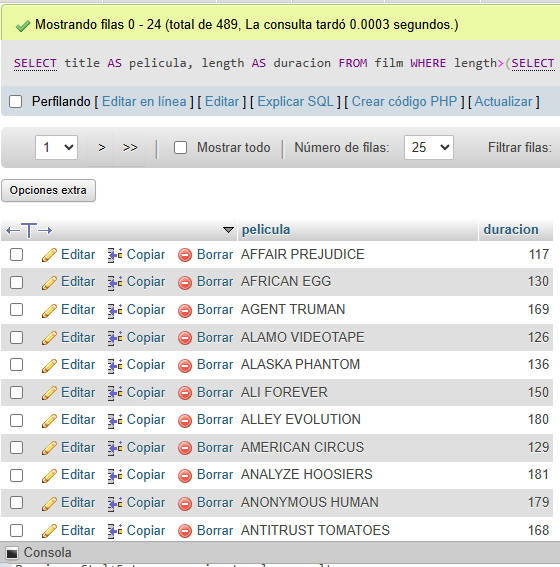 Mostrando filas 0 - 24 (total de 489, La consulta tardó 0.0003 segundos.)
SELECT title AS pelicula, length AS duracion FROM film WHERE length>(SELECT
Perfilando [ Editar en línea ] [ Editar ] [ Explicar SQL ] [ Crear código PHP ] [ Actualizar ]
1 > >> | Mostrar todo | Número de filas: 25 Filtrar filas:
Opciones extra
←T→ pelicula duracion
Editar Copiar Borrar AFFAIR PREJUDICE 117
Editar Copiar Borrar AFRICAN EGG 130
Editar Copiar Borrar AGENT TRUMAN 169
Editar Copiar Borrar ALAMO VIDEOTAPE 126
Editar Copiar Borrar ALASKA PHANTOM 136
Editar Copiar Borrar ALI FOREVER 150
Editar Copiar Borrar ALLEY EVOLUTION 180
Editar Copiar Borrar AMERICAN CIRCUS 129
Editar Copiar Borrar ANALYZE HOOSIERS 181
Editar Copiar Borrar ANONYMOUS HUMAN 179
Editar Copiar Borrar ANTITRUST TOMATOES 168
Consola